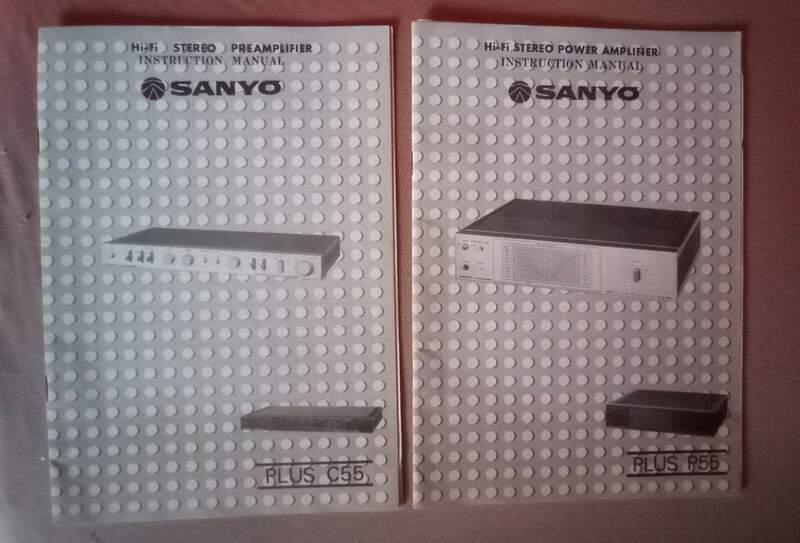 Hi-Fi STEREO PREAMPLIFIER
INSTRUCTION MANUAL
SANYO
PLUS C55
Hi-Fi STEREO POWER AMPLIFIER
INSTRUCTION MANUAL
SANYO
PLUS P55